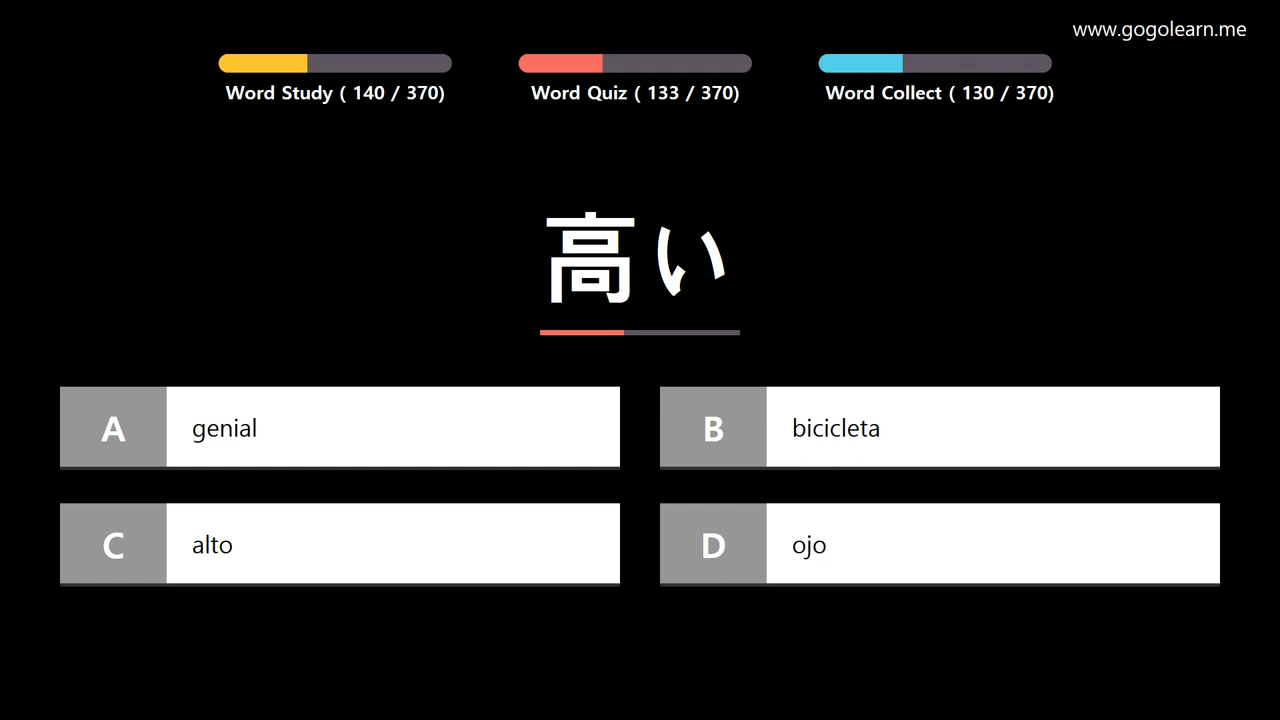 www.gogolearn.me
Word Study ( 140 / 370)
Word Quiz ( 133 / 370)
Word Collect ( 130 / 370)
高い
A
genial
B
bicicleta
C
alto
D
ojo